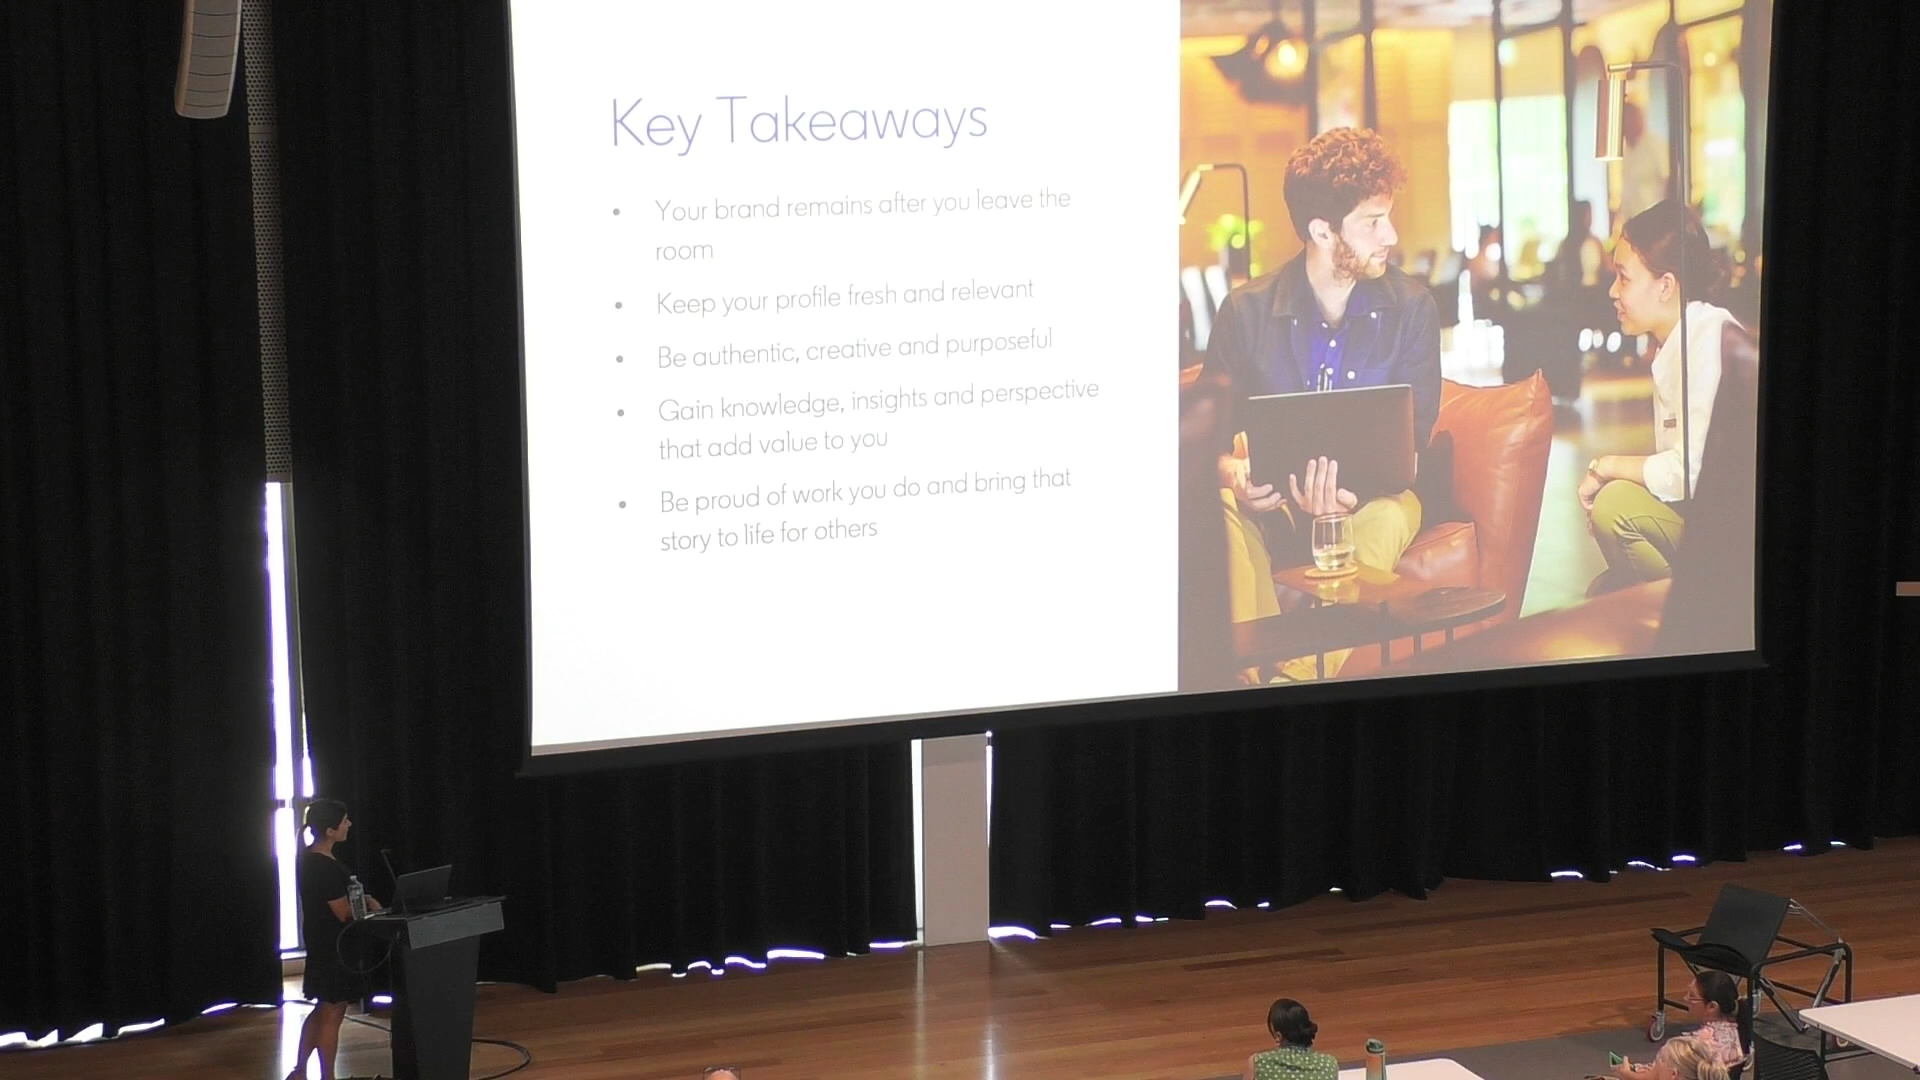 Key Takeaways
• Your brand remains after you leave the
room
• Keep your profile fresh and relevant
• Be authentic, creative and purposeful
• Gain knowledge, insights and perspective
that add value to you
• Be proud of work you do and bring that
story to life for others